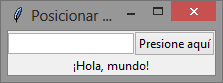 Posicionar ...
Presione aquí
¡Hola, mundo!